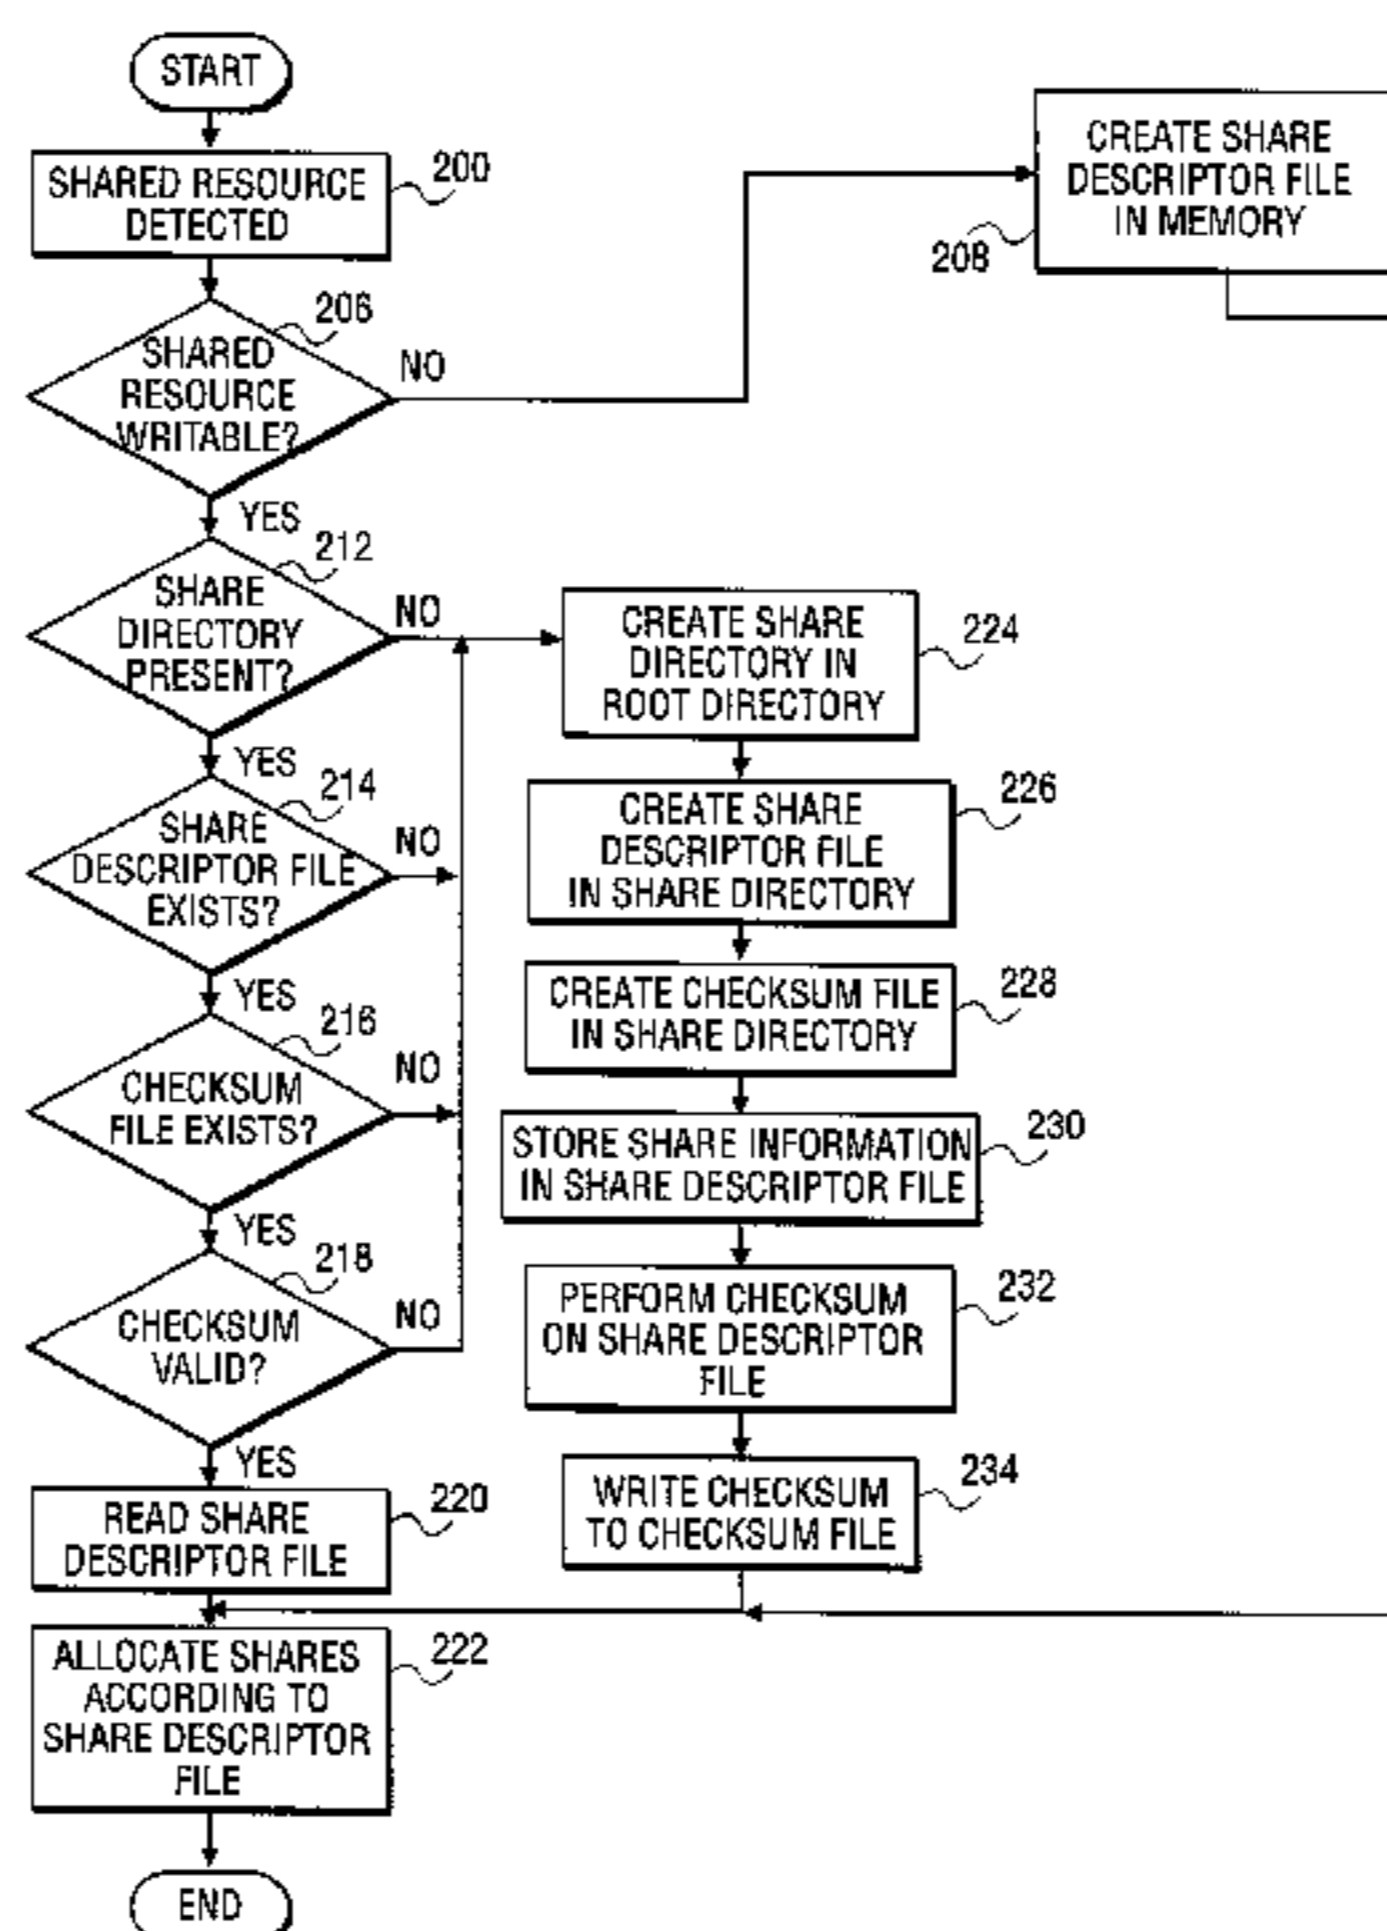 START
SHARED RESOURCE
DETECTED
200
206
SHARED
RESOURCE
WRITABLE?
NO
CREATE SHARE
DESCRIPTOR FILE
IN MEMORY
208
YES
212
SHARE
DIRECTORY
PRESENT?
NO
YES
214
SHARE
DESCRIPTOR FILE
EXISTS?
NO
YES
216
CHECKSUM
FILE EXISTS?
NO
YES
218
CHECKSUM
VALID?
NO
YES
READ SHARE
DESCRIPTOR FILE
220
ALLOCATE SHARES
ACCORDING TO
SHARE DESCRIPTOR
FILE
222
END
CREATE SHARE
DIRECTORY IN
ROOT DIRECTORY
224
CREATE SHARE
DESCRIPTOR FILE
IN SHARE DIRECTORY
226
CREATE CHECKSUM FILE
IN SHARE DIRECTORY
228
STORE SHARE INFORMATION
IN SHARE DESCRIPTOR FILE
230
PERFORM CHECKSUM
ON SHARE DESCRIPTOR
FILE
232
WRITE CHECKSUM
TO CHECKSUM FILE
234